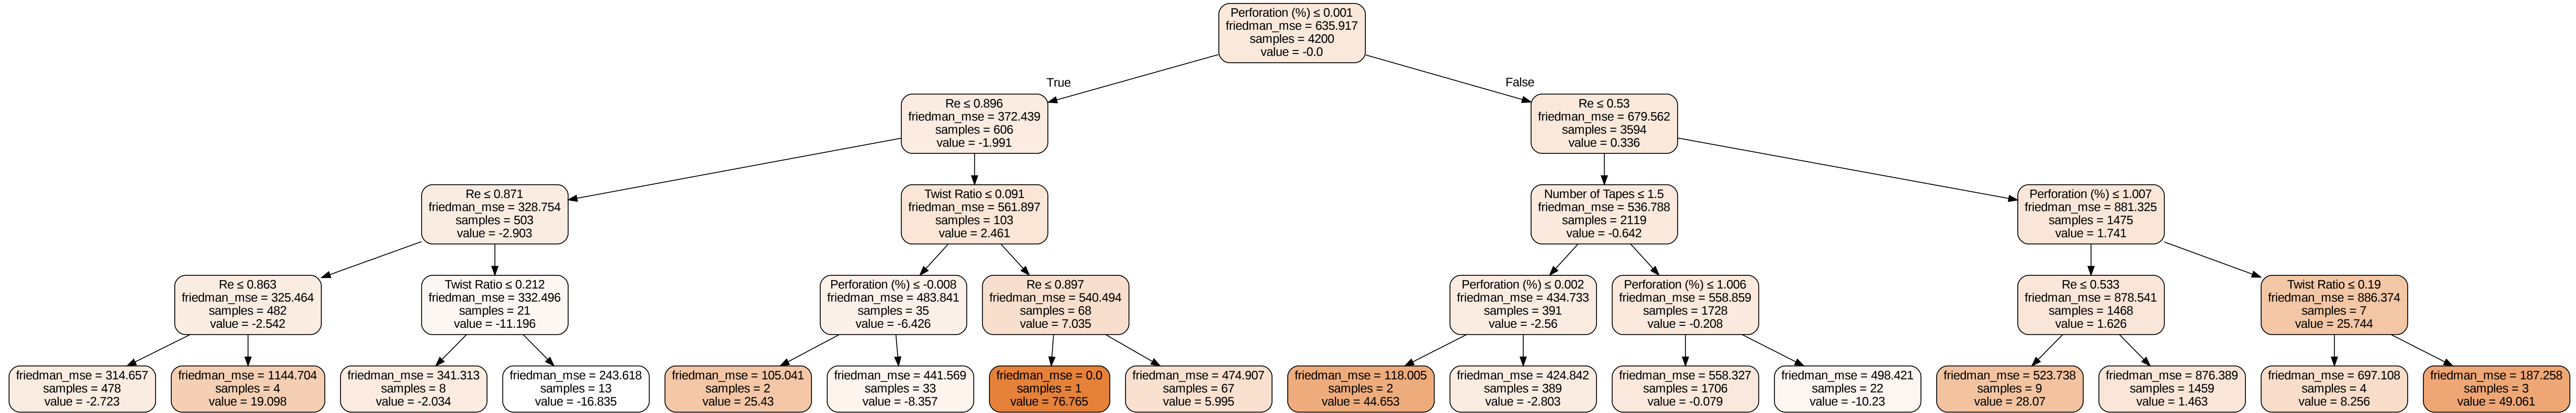 Perforation (%) ≤ 0.001
friedman_mse = 635.917
samples = 4200
value = -0.0
True
False
Re ≤ 0.896
friedman_mse = 372.439
samples = 606
value = -1.991
Re ≤ 0.53
friedman_mse = 679.562
samples = 3594
value = 0.336
Re ≤ 0.871
friedman_mse = 328.754
samples = 503
value = -2.903
Twist Ratio ≤ 0.091
friedman_mse = 561.897
samples = 103
value = 2.461
Number of Tapes ≤ 1.5
friedman_mse = 536.788
samples = 2119
value = -0.642
Perforation (%) ≤ 1.007
friedman_mse = 881.325
samples = 1475
value = 1.741
Re ≤ 0.863
friedman_mse = 325.464
samples = 482
value = -2.542
Twist Ratio ≤ 0.212
friedman_mse = 332.496
samples = 21
value = -11.196
Perforation (%) ≤ -0.008
friedman_mse = 483.841
samples = 35
value = -6.426
Re ≤ 0.897
friedman_mse = 540.494
samples = 68
value = 7.035
Perforation (%) ≤ 0.002
friedman_mse = 434.733
samples = 391
value = -2.56
Perforation (%) ≤ 1.006
friedman_mse = 558.859
samples = 1728
value = -0.208
Re ≤ 0.533
friedman_mse = 878.541
samples = 1468
value = 1.626
Twist Ratio ≤ 0.19
friedman_mse = 886.374
samples = 7
value = 25.744
friedman_mse = 314.657
samples = 478
value = -2.723
friedman_mse = 1144.704
samples = 4
value = 19.098
friedman_mse = 341.313
samples = 8
value = -2.034
friedman_mse = 243.618
samples = 13
value = -16.835
friedman_mse = 105.041
samples = 2
value = 25.43
friedman_mse = 441.569
samples = 33
value = -8.357
friedman_mse = 0.0
samples = 1
value = 76.765
friedman_mse = 474.907
samples = 67
value = 5.995
friedman_mse = 118.005
samples = 2
value = 44.653
friedman_mse = 424.842
samples = 389
value = -2.803
friedman_mse = 558.327
samples = 1706
value = -0.079
friedman_mse = 498.421
samples = 22
value = -10.23
friedman_mse = 523.738
samples = 9
value = 28.07
friedman_mse = 876.389
samples = 1459
value = 1.463
friedman_mse = 697.108
samples = 4
value = 8.256
friedman_mse = 187.258
samples = 3
value = 49.061